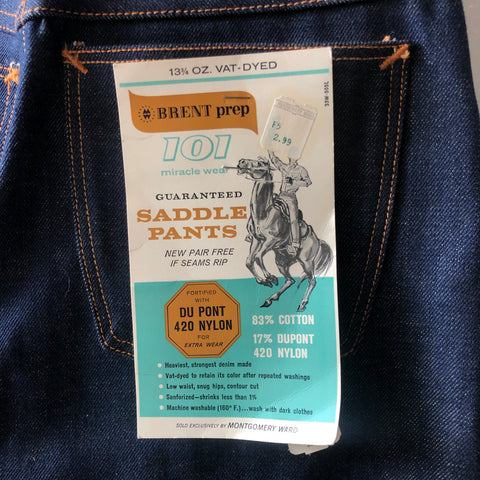 13¾ OZ. VAT-DYED
BRENT prep
101
miracle wear
GUARANTEED
SADDLE
PANTS
NEW PAIR FREE
IF SEAMS RIP
2.99
FORTIFIED
WITH
DU PONT
420 NYLON
FOR
EXTRA WEAR
83% COTTON
17% DUPONT
420 NYLON
• Heaviest, strongest denim made
• Vat-dyed to retain its color after repeated washings
• Low waist, snug hips, contour cut
• Sanforized—shrinks less than 1%
• Machine washable (160° F.)...wash with dark clothes
SOLD EXCLUSIVELY BY MONTGOMERY WARD